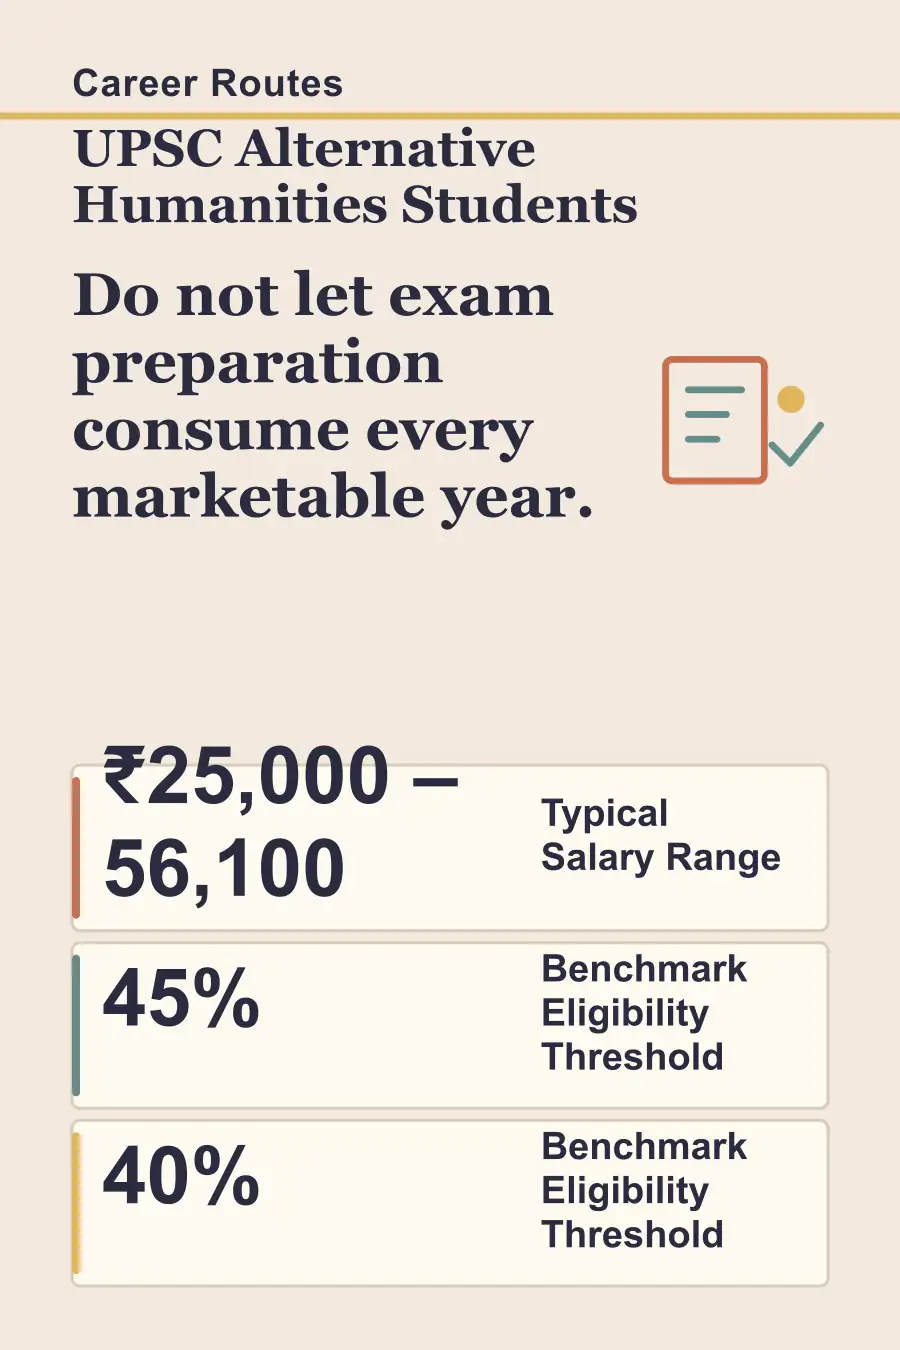 Career Routes
UPSC Alternative
Humanities Students
Do not let exam
preparation
consume every
marketable year.
₹25,000 –
56,100
Typical
Salary Range
45%
Benchmark
Eligibility
Threshold
40%
Benchmark
Eligibility
Threshold